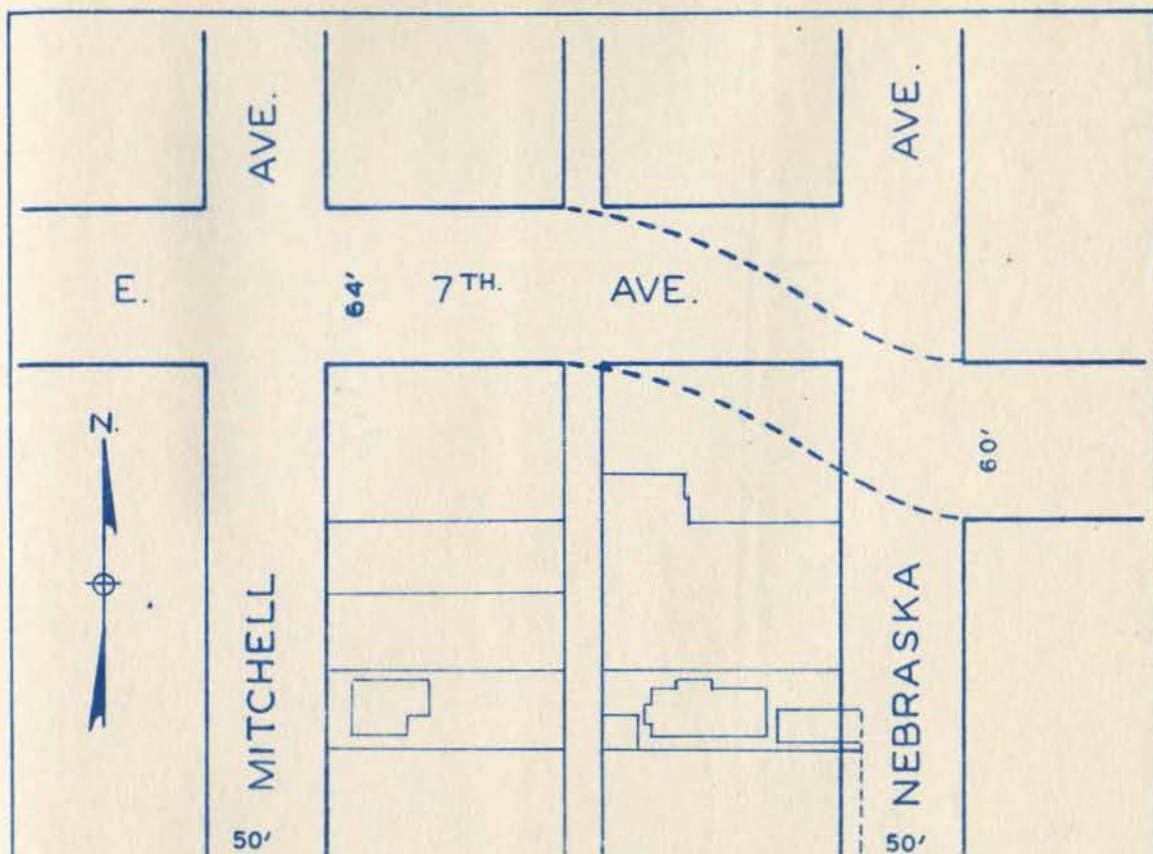 AVE.
AVE.
E.
64'
7TH.
AVE.
N.
60'
MITCHELL
NEBRASKA
50'
50'